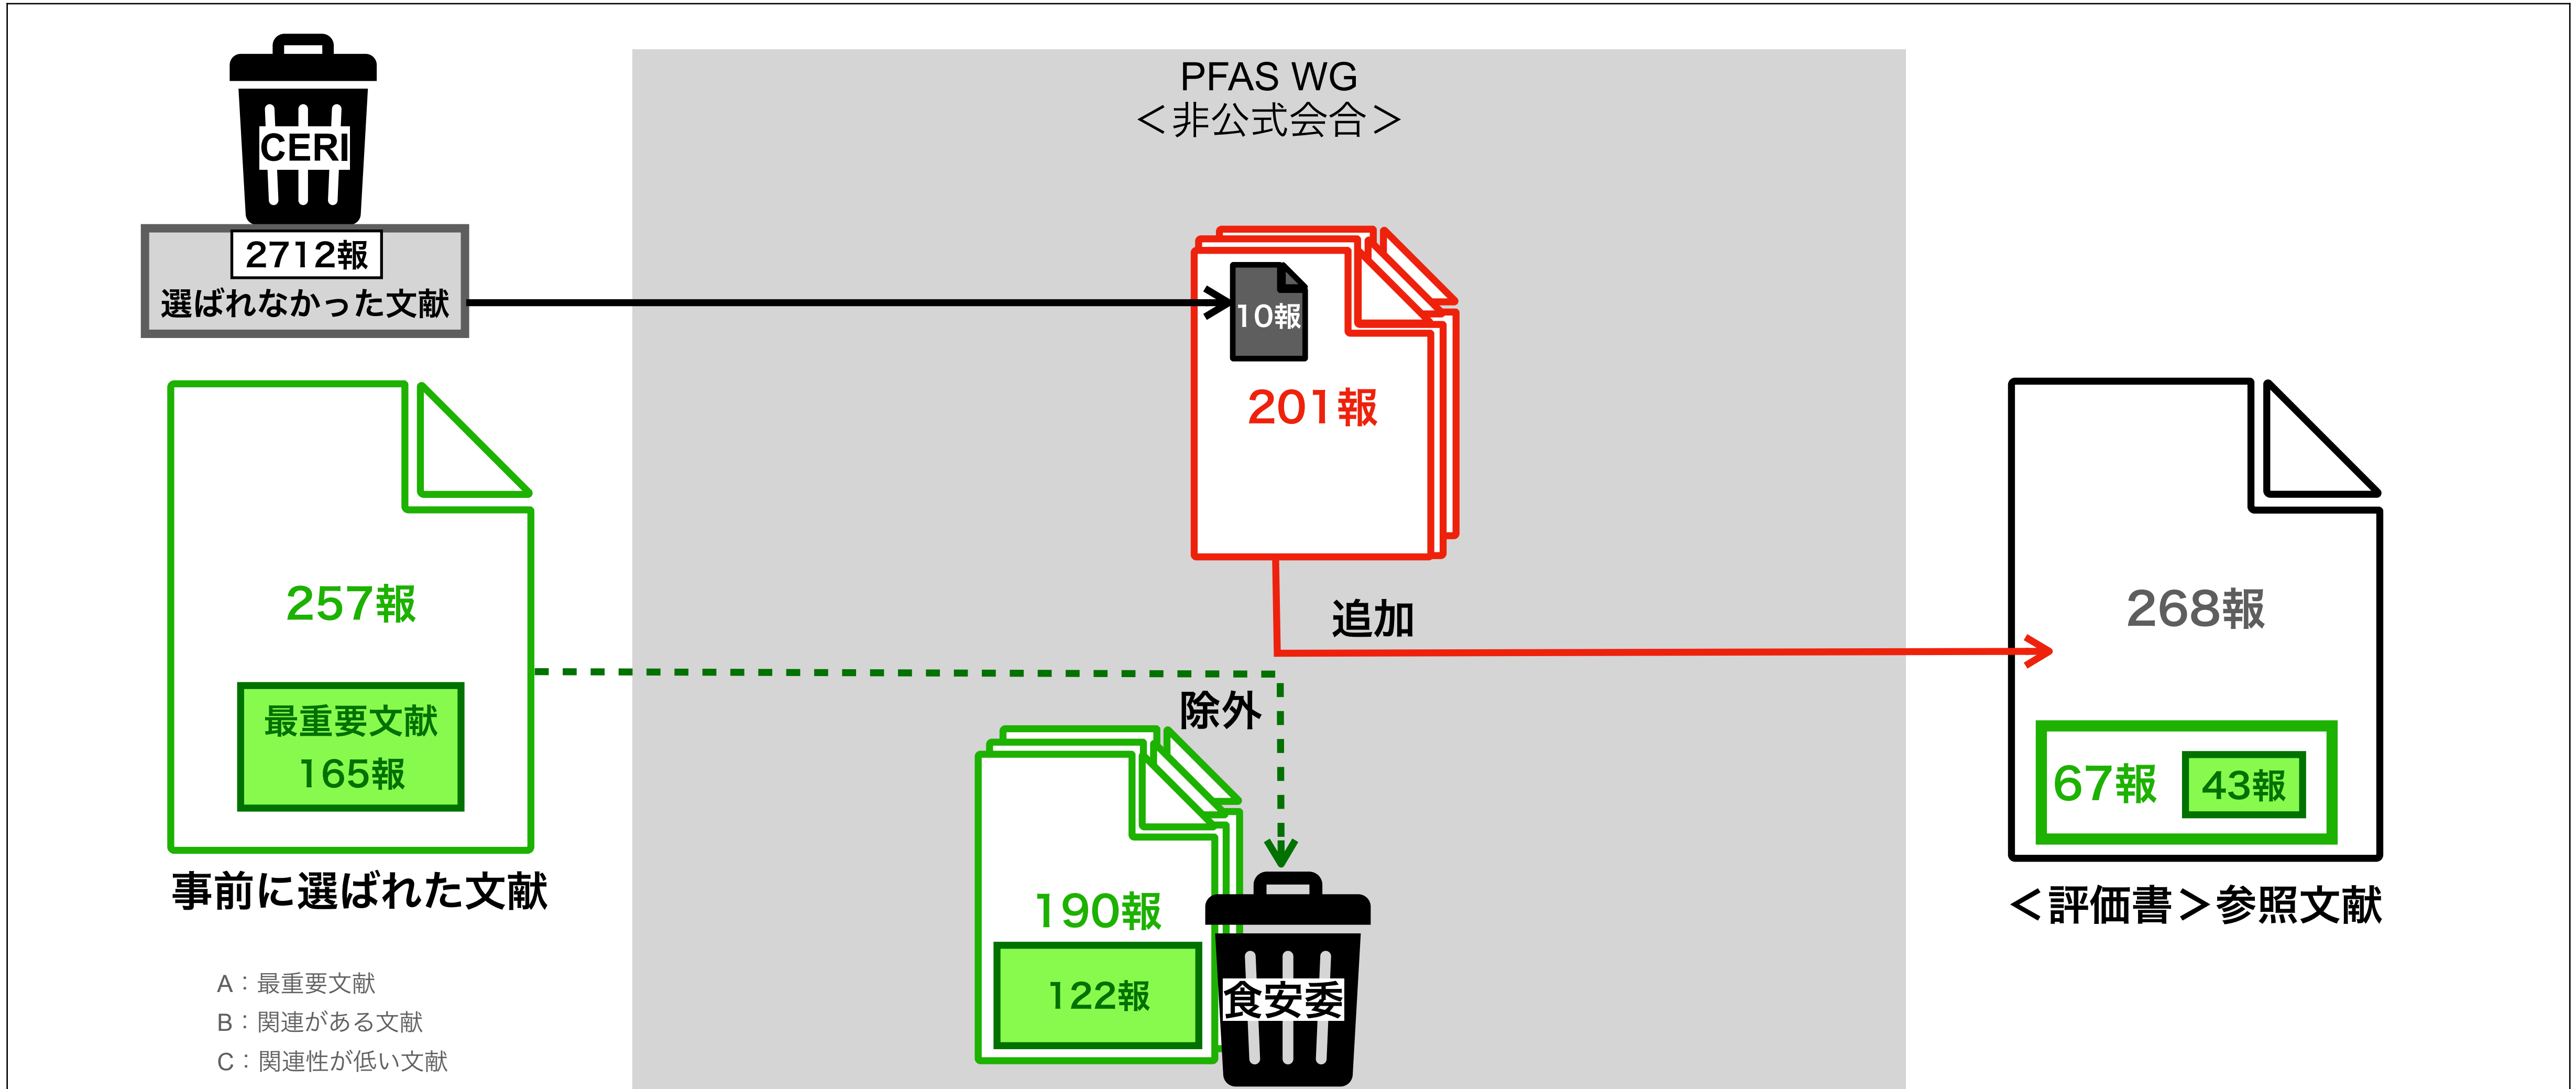 CERI
2712報
選ばれなかった文献
257報
最重要文献
165報
事前に選ばれた文献
A：最重要文献
B：関連がある文献
C：関連性が低い文献
PFAS WG
＜非公式会合＞
10報
201報
追加
除外
190報
122報
食安委
268報
67報
43報
＜評価書＞参照文献